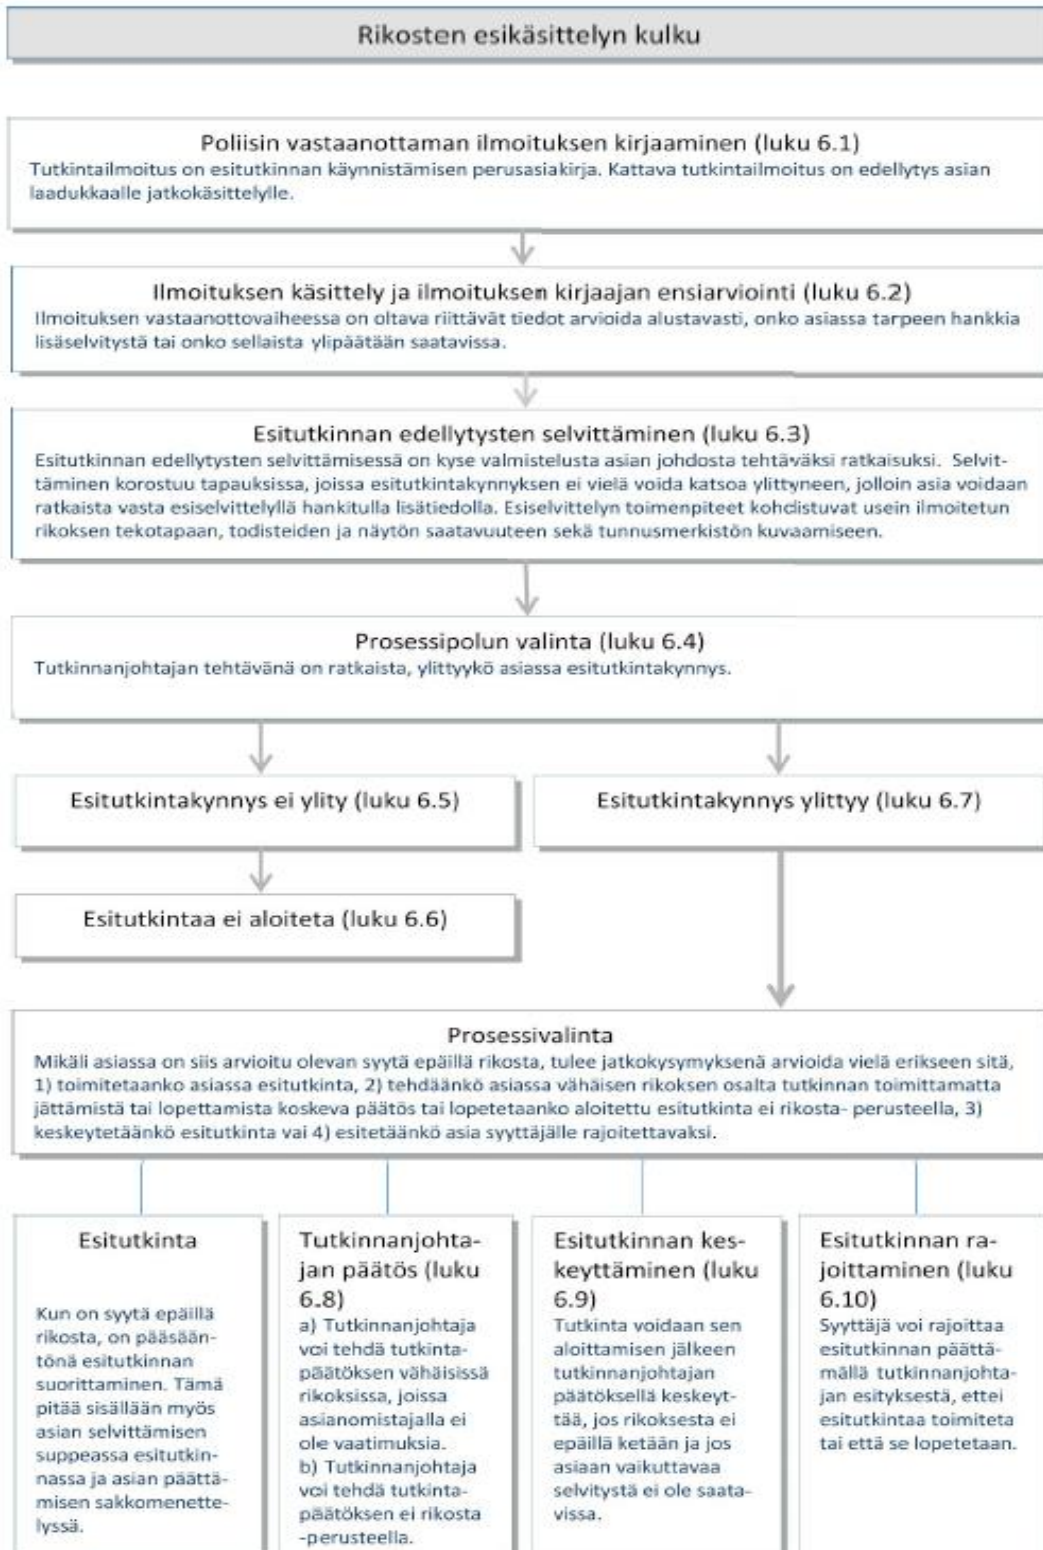 Rikosten esikäsittelyn kulku
Poliisin vastaanottaman ilmoituksen kirjaaminen (luku 6.1)
Tutkintailmoitus on esitutkinnan käynnistämisen perusasiakirja. Kattava tutkintailmoitus on edellytys asian
laadukkaalle jatkokäsittelylle.
Ilmoituksen käsittely ja ilmoituksen kirjaajan ensiarviointi (luku 6.2)
Ilmoituksen vastaanottovaiheessa on oltava riittävät tiedot arvioida alustavasti, onko asiassa tarpeen hankkia
lisäselvitystä tai onko sellaista ylipäätään saatavissa.
Esitutkinnan edellytysten selvittäminen (luku 6.3)
Esitutkinnan edellytysten selvittämisessä on kyse valmistelusta asian johdosta tehtäväksi ratkaisuksi. Selvit-
täminen korostuu tapauksissa, joissa esitutkintakynnyksen ei vielä voida katsoa ylittyneen, jolloin asia voidaan
ratkaista vasta esiselvittelyllä hankitulla lisätiedolla. Esiselvittelyn toimenpiteet kohdistuvat usein ilmoitetun
rikoksen tekotapaan, todisteiden ja näytön saatavuuteen sekä tunnusmerkistön kuvaamiseen.
Prosessipolun valinta (luku 6.4)
Tutkinnanjohtajan tehtävänä on ratkaista, ylittyykö asiassa esitutkintakynnys.
Esitutkintakynnys ei ylity (luku 6.5)
Esitutkintakynnys ylittyy (luku 6.7)
Esitutkintaa ei aloiteta (luku 6.6)
Prosessivalinta
Mikäli asiassa on siis arvioitu olevan syytä epäillä rikosta, tulee jatkokysymyksenä arvioida vielä erikseen sitä,
1) toimitetaanko asiassa esitutkinta, 2) tehdäänkö asiassa vähäisen rikoksen osalta tutkinnan toimittamatta
jättämistä tai lopettamista koskeva päätös tai lopetetaanko aloitettu esitutkinta ei rikosta- perusteella, 3)
keskeytetäänkö esitutkinta vai 4) esitetäänkö asia syyttäjälle rajoitettavaksi.
Esitutkinta
Kun on syytä epäillä
rikosta, on pääsään-
tönä esitutkinnan
suorittaminen. Tämä
pitää sisällään myös
asian selvittämisen
suppeassa esitutkin-
nassa ja asian päättä-
misen sakkomenette-
lyssä.
Tutkinnanjohta-
jan päätös (luku
6.8)
a) Tutkinnanjohtaja
voi tehdä tutkinta-
päätöksen vähäisissä
rikoksissa, joissa
asianomistajalla ei
ole vaatimuksia.
b) Tutkinnanjohtaja
voi tehdä tutkinta-
päätöksen ei rikosta
-perusteella.
Esitutkinnan kes-
keyttäminen (luku
6.9)
Tutkinta voidaan sen
aloittamisen jälkeen
tutkinnanjohtajan
päätöksellä keskeyt-
tää, jos rikoksesta ei
epäillä ketään ja jos
asiaan vaikuttavaa
selvitystä ei ole saata-
vissa.
Esitutkinnan ra-
joittaminen (luku
6.10)
Syyttäjä voi rajoittaa
esitutkinnan päättä-
mällä tutkinnanjohta-
jan esityksestä, ettei
esitutkintaa toimiteta
tai että se lopetetaan.